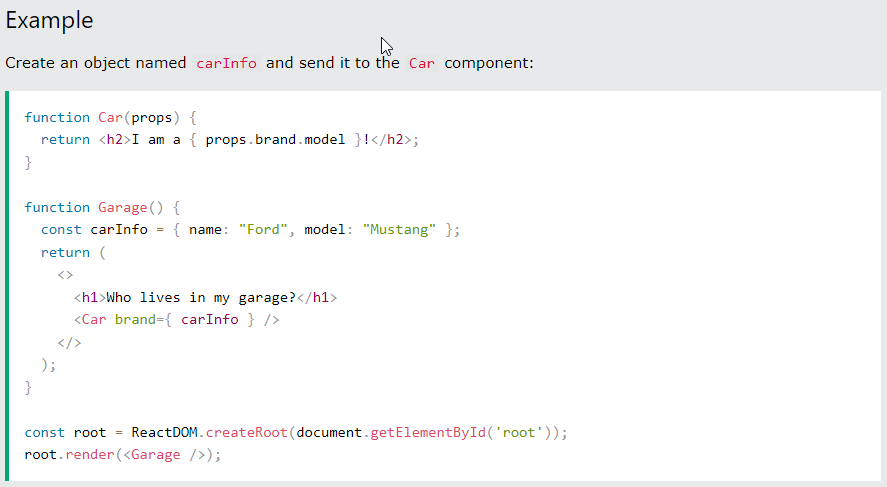 Example
Create an object named carInfo and send it to the Car component:
function Car(props) {
  return <h2>I am a { props.brand.model }!</h2>;
}
function Garage() {
  const carInfo = { name: "Ford", model: "Mustang" };
  return (
    <>
      <h1>Who lives in my garage?</h1>
      <Car brand={ carInfo } />
    </>
  );
}
const root = ReactDOM.createRoot(document.getElementById('root'));
root.render(<Garage />);